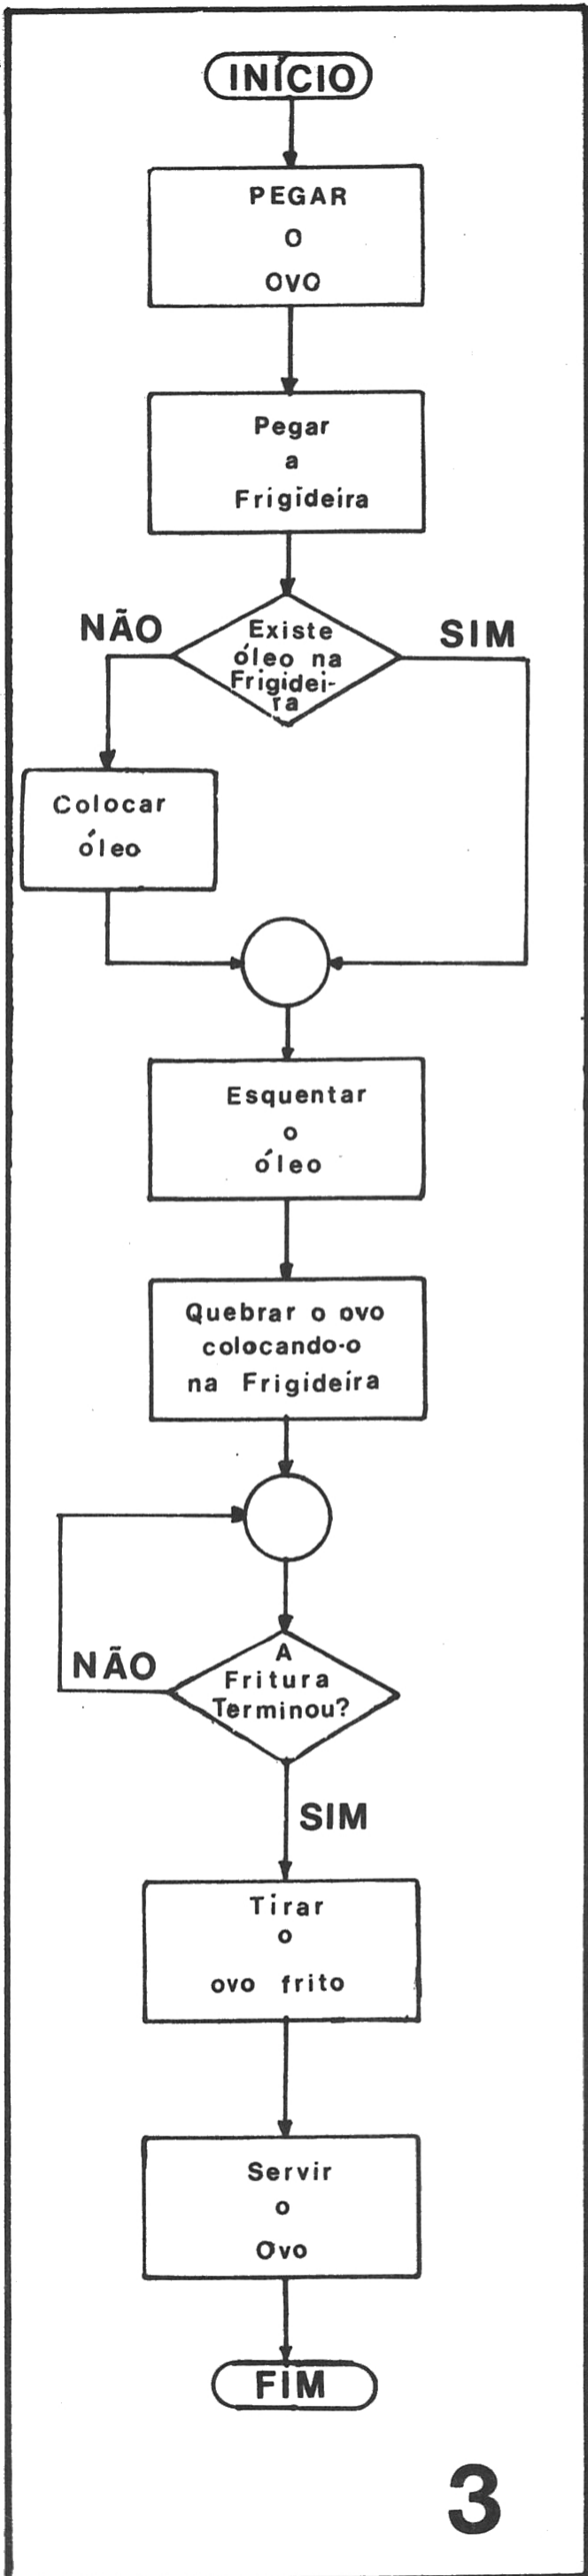 INÍCIO
PEGAR
O
OVO
Pegar
a
Frigideira
NÃO
SIM
Existe
óleo na
Frigidei-
ra
Colocar
óleo
Esquentar
o
óleo
Quebrar o ovo
colocando-o
na Frigideira
NÃO
A
Fritura
Terminou?
SIM
Tirar
o
ovo frito
Servir
o
Ovo
FIM
3